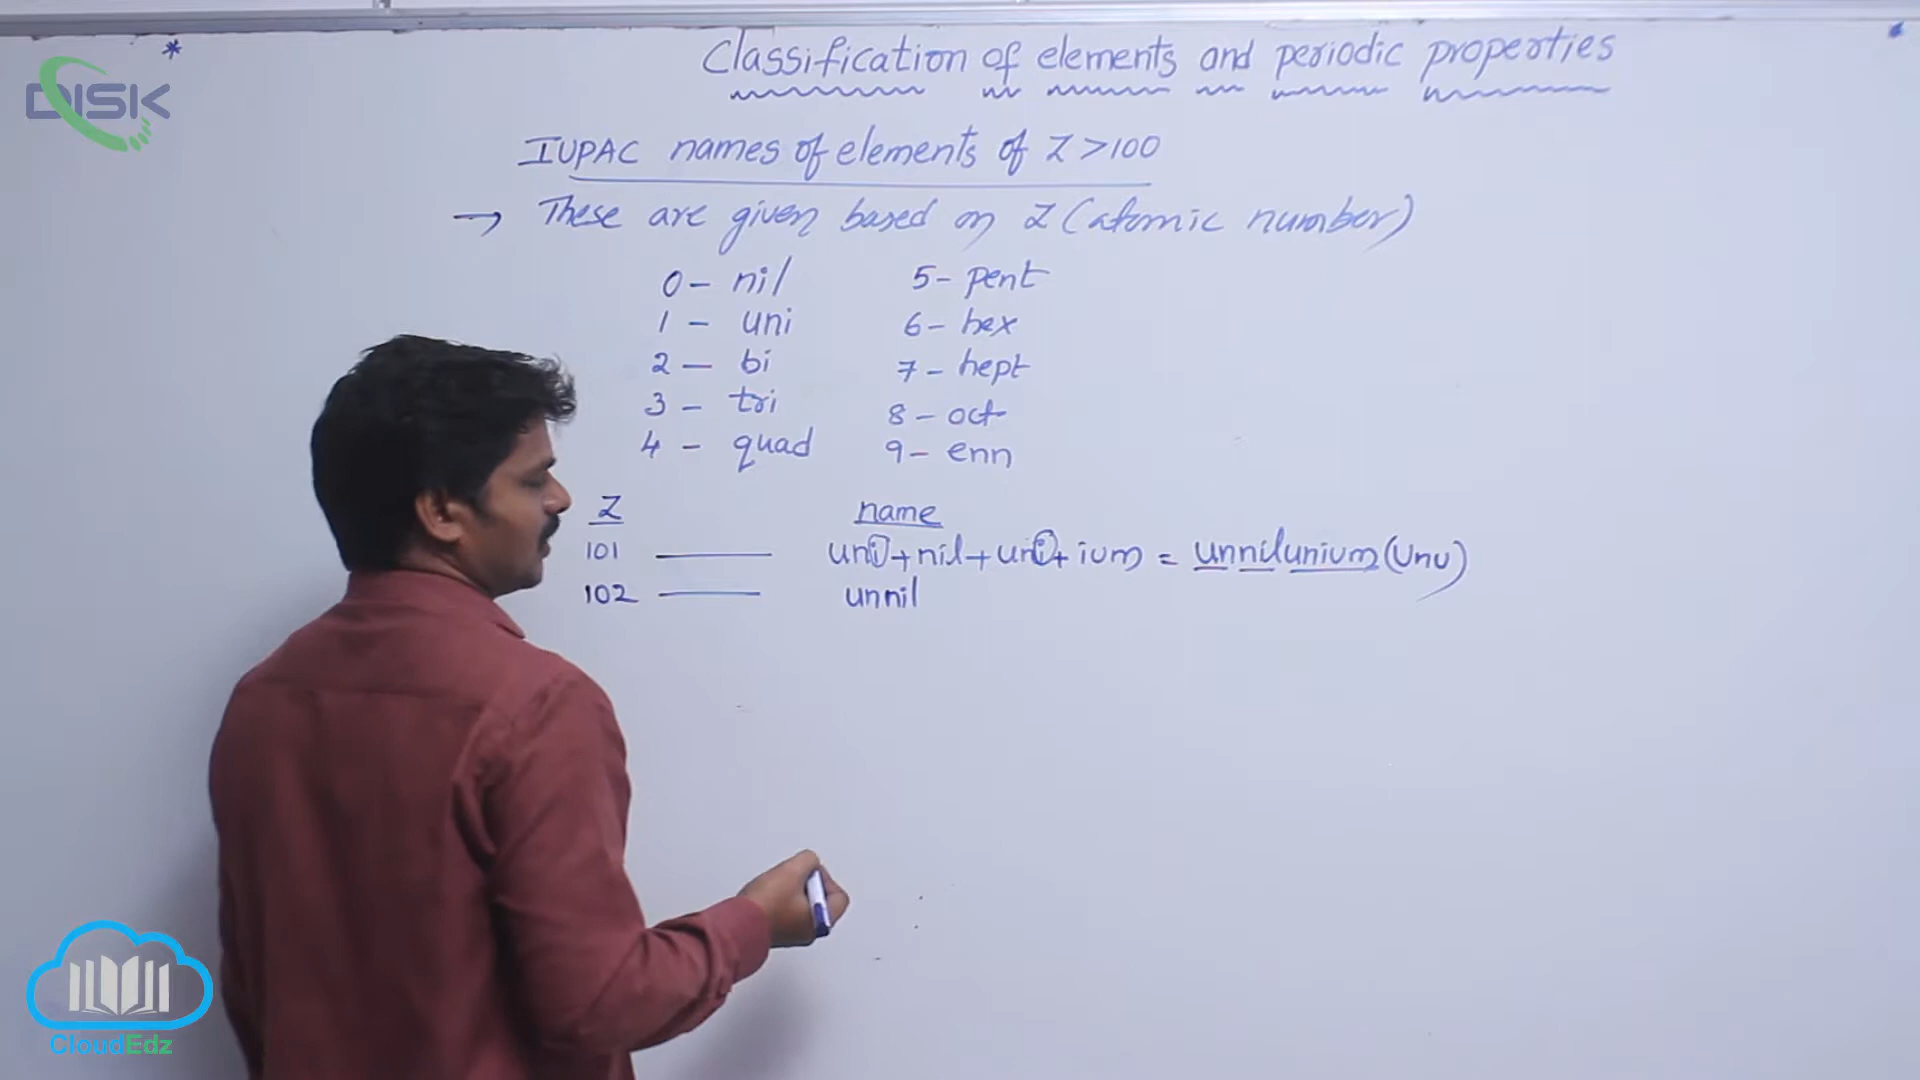 DISK
* Classification of elements and periodic properties
IUPAC names of elements of Z > 100
→ These are given based on Z (atomic number)
0 – nil 5 – pent
1 – uni 6 – hex
2 – bi 7 – hept
3 – tri 8 – oct
4 – quad 9 – enn
Z name
101 uni + nil + uni + ium = unnilunium (Unu)
102 unnil
CloudEdz